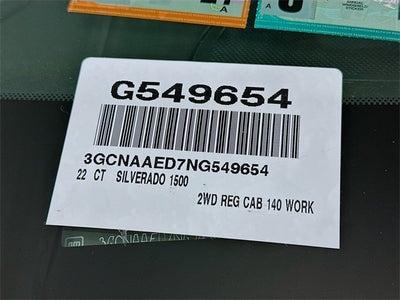 G549654
3GCNAAED7NG549654
22 CT SILVERADO 1500
2WD REG CAB 140 WORK